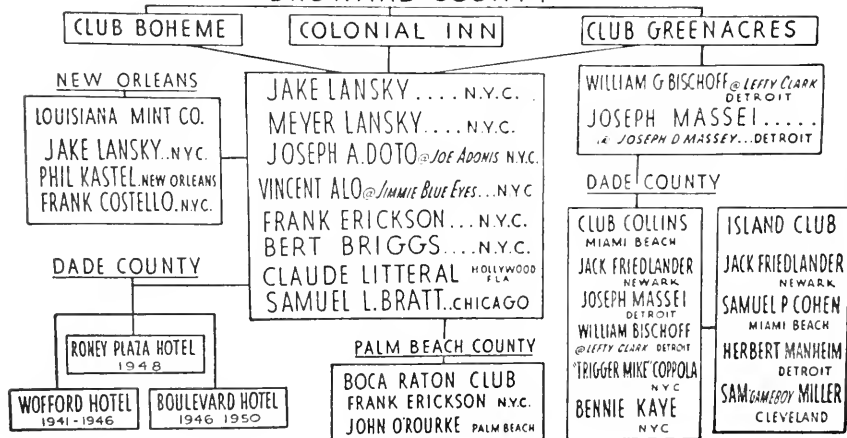 CLUB BOHEME
COLONIAL INN
CLUB GREENACRES
NEW ORLEANS
LOUISIANA MINT CO.
JAKE LANSKY..NYC.
PHIL KASTEL.NEW ORLEANS
FRANK COSTELLO.N.Y.C.
JAKE LANSKY.... N.Y.C.
MEYER LANSKY.... N.Y.C.
JOSEPH A.DOTO @JOE ADONIS N.Y.C.
VINCENT ALO @JIMMIE BLUE EYES...NYC
FRANK ERICKSON...N.Y.C.
BERT BRIGGS....N.Y.C.
CLAUDE LITTERAL HOLLYWOOD
FLA
SAMUEL L.BRATT..CHICAGO
WILLIAM G BISCHOFF @LEFTY CLARK
DETROIT
JOSEPH MASSEI.....
JOSEPH D MASSEY...DETROIT
DADE COUNTY
CLUB COLLINS
MIAMI BEACH
JACK FRIEDLANDER
NEWARK
JOSEPH MASSEI
DETROIT
WILLIAM BISCHOFF
@LEFTY CLARK DETROIT
"TRIGGER MIKE" COPPOLA
NYC
BENNIE KAYE
NYC
ISLAND CLUB
JACK FRIEDLANDER
NEWARK
SAMUEL P COHEN
MIAMI BEACH
HERBERT MANHEIM
DETROIT
SAM "GAMEBOY" MILLER
CLEVELAND
DADE COUNTY
RONEY PLAZA HOTEL
1948
WOFFORD HOTEL
1941-1946
BOULEVARD HOTEL
1946 1950
PALM BEACH COUNTY
BOCA RATON CLUB
FRANK ERICKSON N.Y.C.
JOHN O'ROURKE PALM BEACH